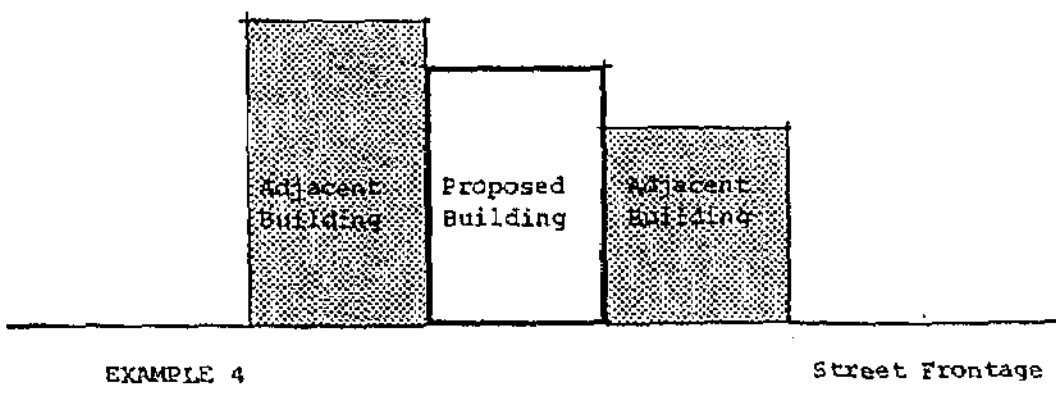 Adjacent
Building
Proposed
Building
Adjacent
Building
EXAMPLE 4
Street Frontage